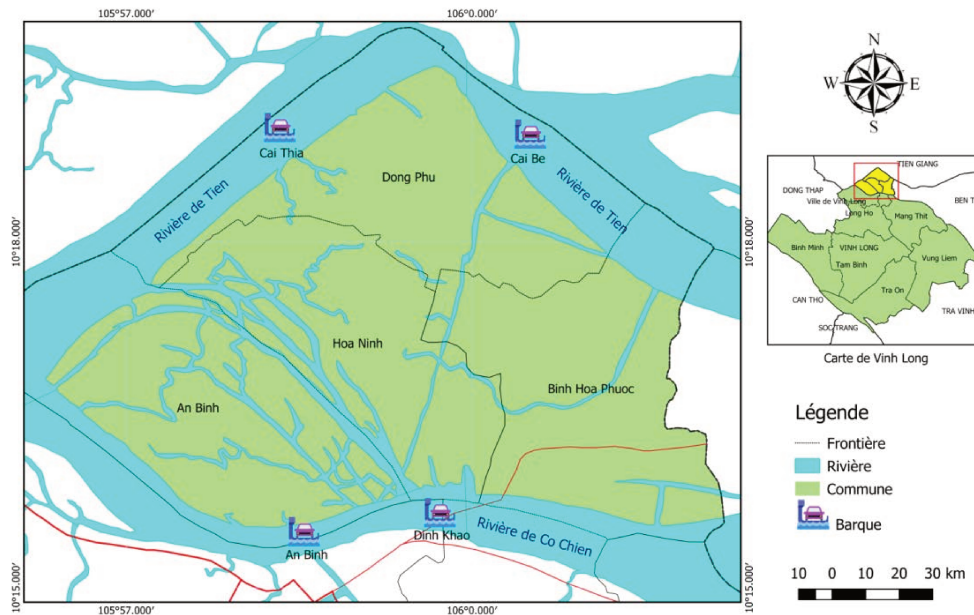 105°57.000'
106°0.000'
10°18.000'
10°18.000'
Cai Thia
Cai Be
Dong Phu
Rivière de Tien
Rivière de Tien
Hoa Ninh
An Binh
Binh Hoa Phuoc
An Binh
Dinh Khao
Rivière de Co Chien
10°15.000'
10°15.000'
105°57.000'
106°0.000'
N
W
E
S
TIEN GIANG
DONG THAP
Ville de Vinh Long
BEN T
Long Ho
Mang Thit
Binh Minh
VINH LONG
Vung Liem
Tam Binh
Tra On
CAN THO
TRA VINH
SOC TRANG
Carte de Vinh Long
Légende
Frontière
Rivière
Commune
Barque
10 0 10 20 30 km